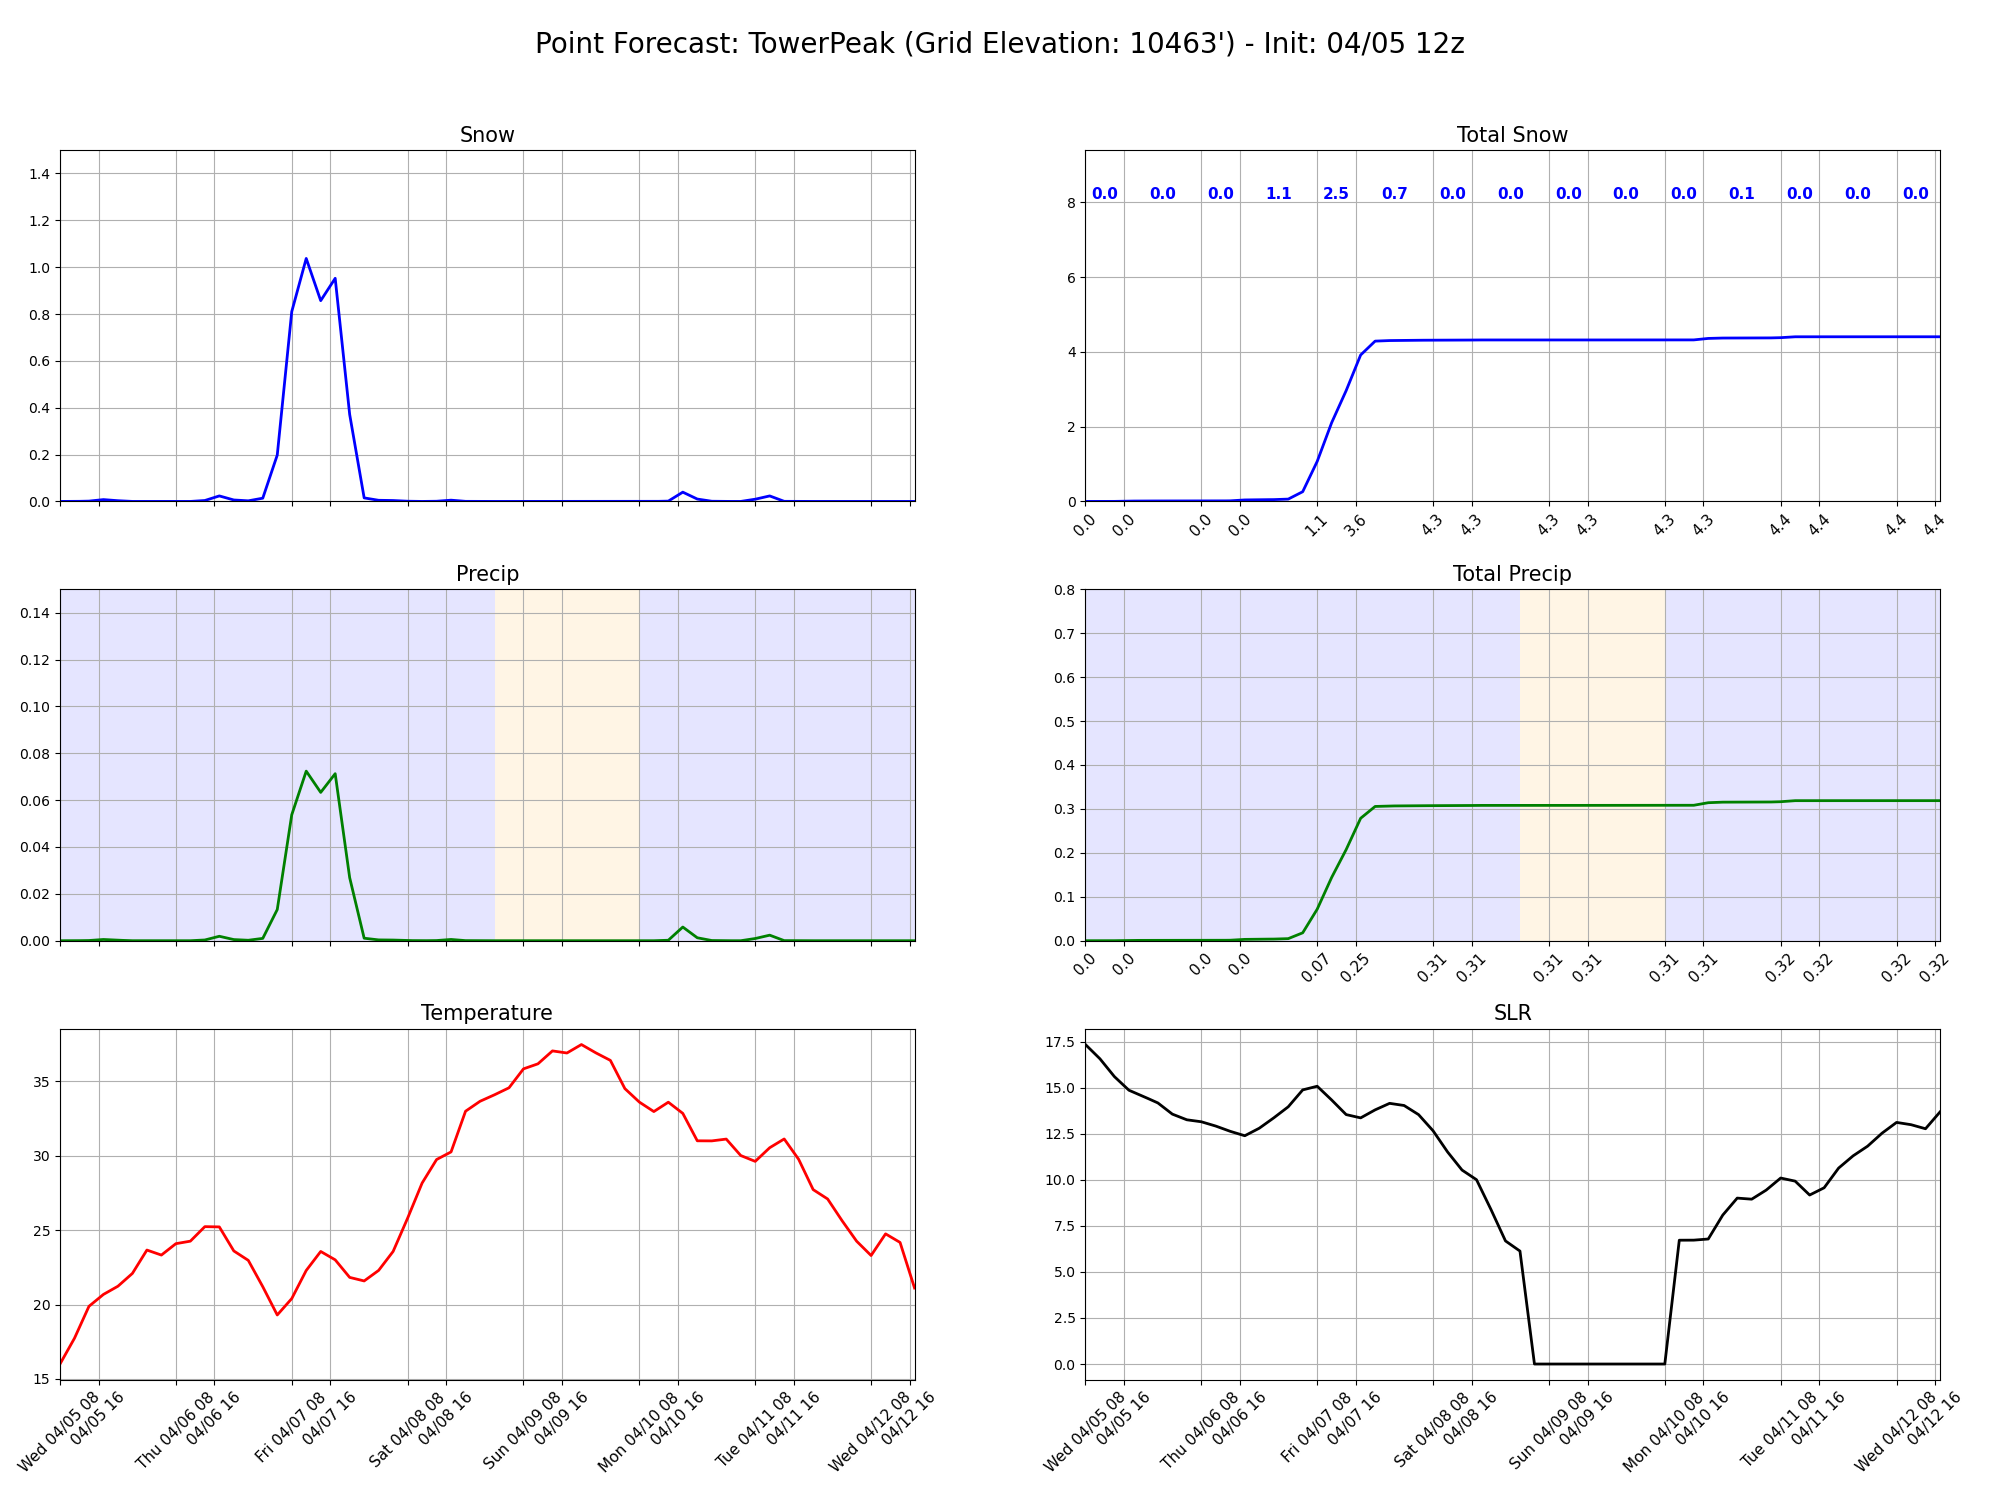 Point Forecast: TowerPeak (Grid Elevation: 10463') - Init: 04/05 12z
Snow
1.4
1.2
1.0
0.8
0.6
0.4
0.2
0.0
Total Snow
0.0 0.0 0.0 1.1 2.5 0.7 0.0 0.0 0.0 0.0 0.0 0.1 0.0 0.0 0.0
8
6
4
2
0
0.0 0.0 0.0 0.0 1.1 3.6 4.3 4.3 4.3 4.3 4.3 4.3 4.4 4.4 4.4 4.4
Precip
0.14
0.12
0.10
0.08
0.06
0.04
0.02
0.00
Total Precip
0.8
0.7
0.6
0.5
0.4
0.3
0.2
0.1
0.0
0.0 0.0 0.0 0.0 0.07 0.25 0.31 0.31 0.31 0.31 0.31 0.31 0.32 0.32 0.32 0.32
Temperature
35
30
25
20
15
Wed 04/05 08
04/05 16
Thu 04/06 08
04/06 16
Fri 04/07 08
04/07 16
Sat 04/08 08
04/08 16
Sun 04/09 08
04/09 16
Mon 04/10 08
04/10 16
Tue 04/11 08
04/11 16
Wed 04/12 08
04/12 16
SLR
17.5
15.0
12.5
10.0
7.5
5.0
2.5
0.0
Wed 04/05 08
04/05 16
Thu 04/06 08
04/06 16
Fri 04/07 08
04/07 16
Sat 04/08 08
04/08 16
Sun 04/09 08
04/09 16
Mon 04/10 08
04/10 16
Tue 04/11 08
04/11 16
Wed 04/12 08
04/12 16